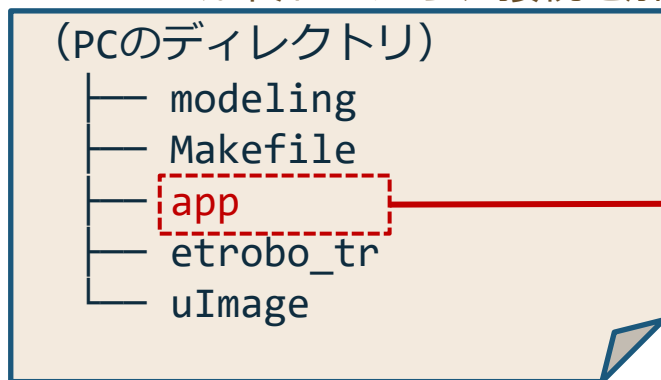 (PCのディレクトリ)
├── modeling
├── Makefile
├── app
├── etrobo_tr
└── uImage